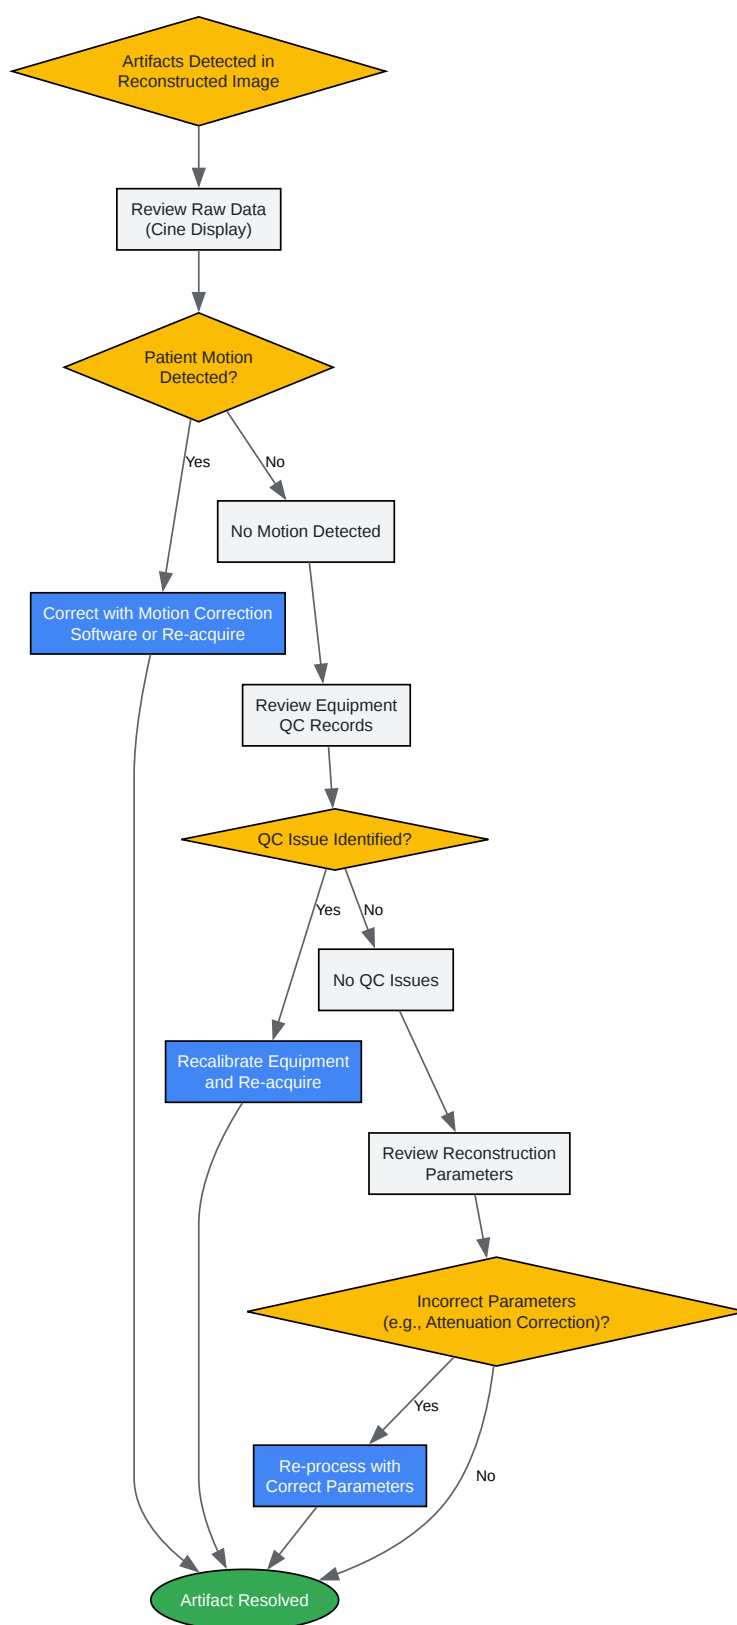 Artifacts Detected in
Reconstructed Image
Review Raw Data
(Cine Display)
Patient Motion
Detected?
Yes
No
No Motion Detected
Correct with Motion Correction
Software or Re-acquire
Review Equipment
QC Records
QC Issue Identified?
Yes
No
No QC Issues
Recalibrate Equipment
and Re-acquire
Review Reconstruction
Parameters
Incorrect Parameters
(e.g., Attenuation Correction)?
Yes
Re-process with
Correct Parameters
No
Artifact Resolved